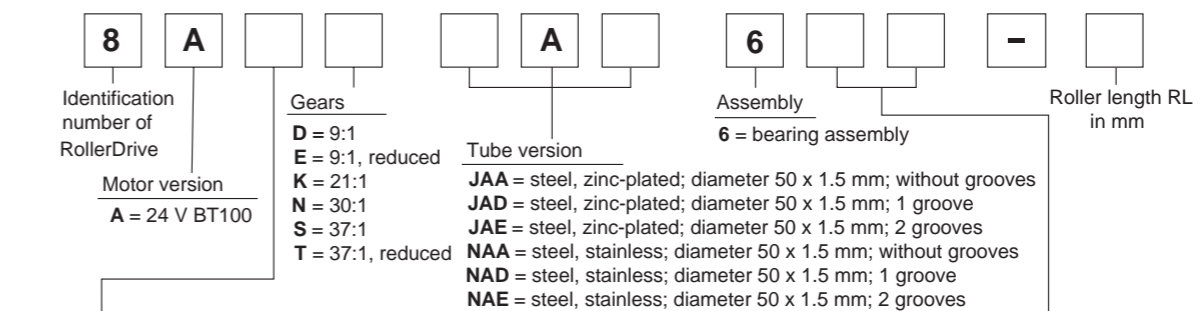 8 A A 6 –
Identification
number of
RollerDrive
Motor version
A = 24 V BT100
Gears
D = 9:1
E = 9:1, reduced
K = 21:1
N = 30:1
S = 37:1
T = 37:1, reduced
Tube version
JAA = steel, zinc-plated; diameter 50 x 1.5 mm; without grooves
JAD = steel, zinc-plated; diameter 50 x 1.5 mm; 1 groove
JAE = steel, zinc-plated; diameter 50 x 1.5 mm; 2 grooves
NAA = steel, stainless; diameter 50 x 1.5 mm; without grooves
NAD = steel, stainless; diameter 50 x 1.5 mm; 1 groove
NAE = steel, stainless; diameter 50 x 1.5 mm; 2 grooves
Assembly
6 = bearing assembly
Roller length RL
in mm